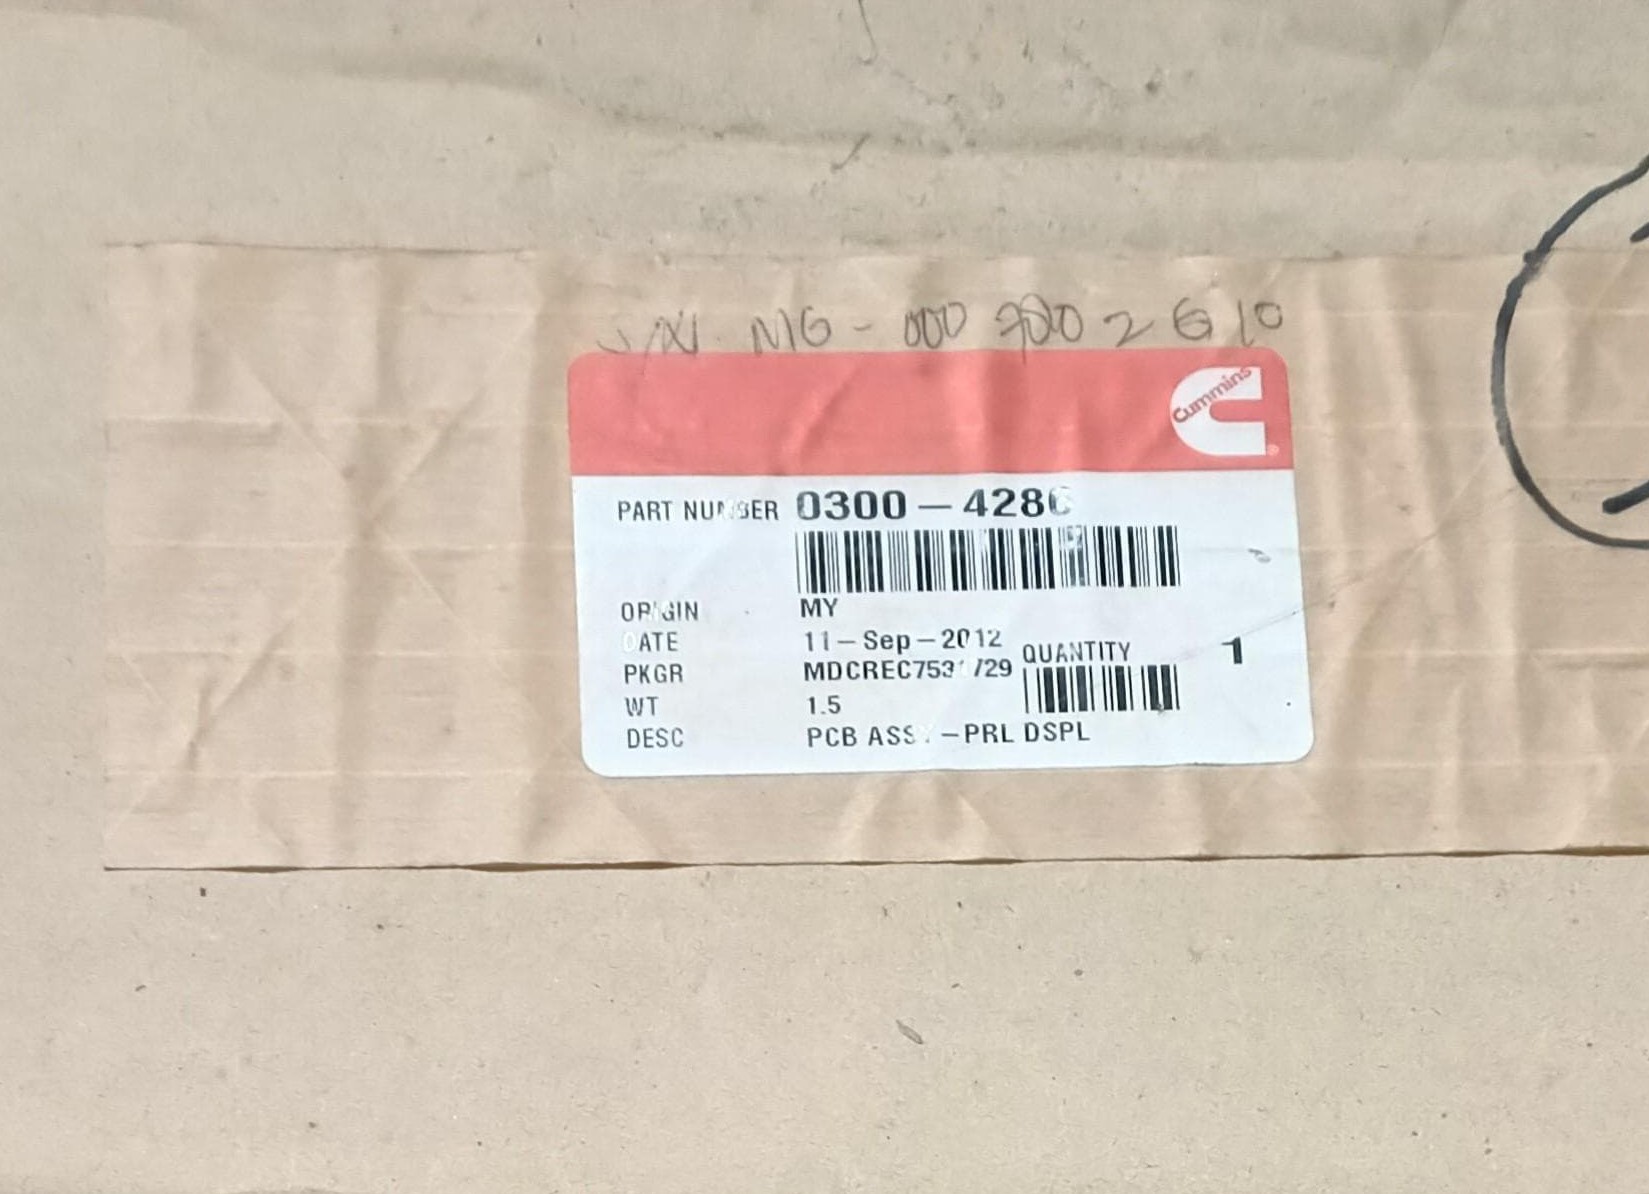 Cummins
PART NUMBER 0300-4286
ORIGIN MY
DATE 11-Sep-2012
QUANTITY 1
PKGR
WT 1.5
DESC PCB ASSY-PRL DSPL